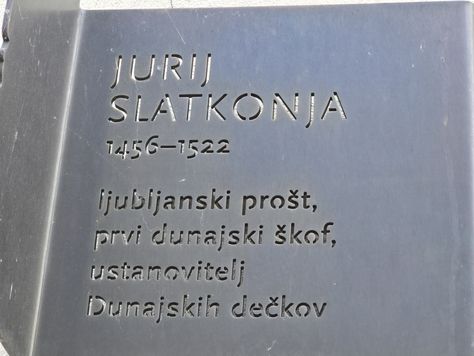 JURIJ
SLATKONJA
1456–1522
ljubljanski prošt,
prvi dunajski škof,
ustanovitelj
Dunajskih dečkov